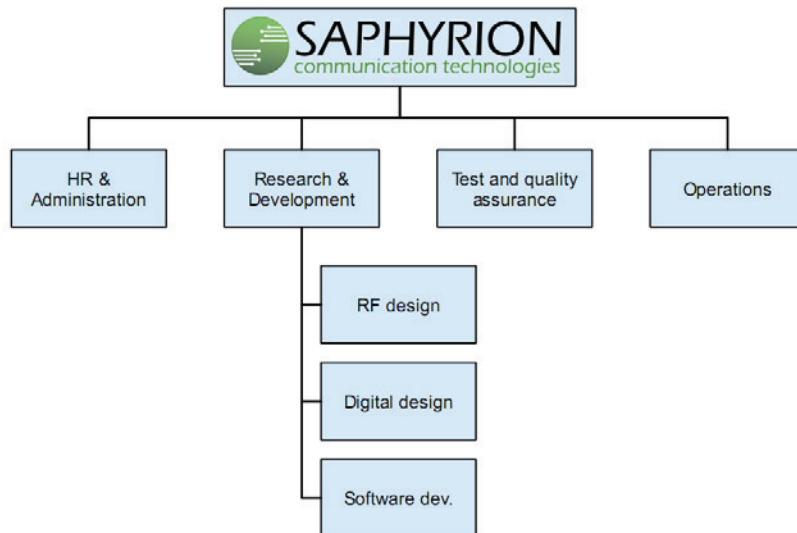 SAPHYRION
communication technologies
HR &
Administration
Research &
Development
Test and quality
assurance
Operations
RF design
Digital design
Software dev.